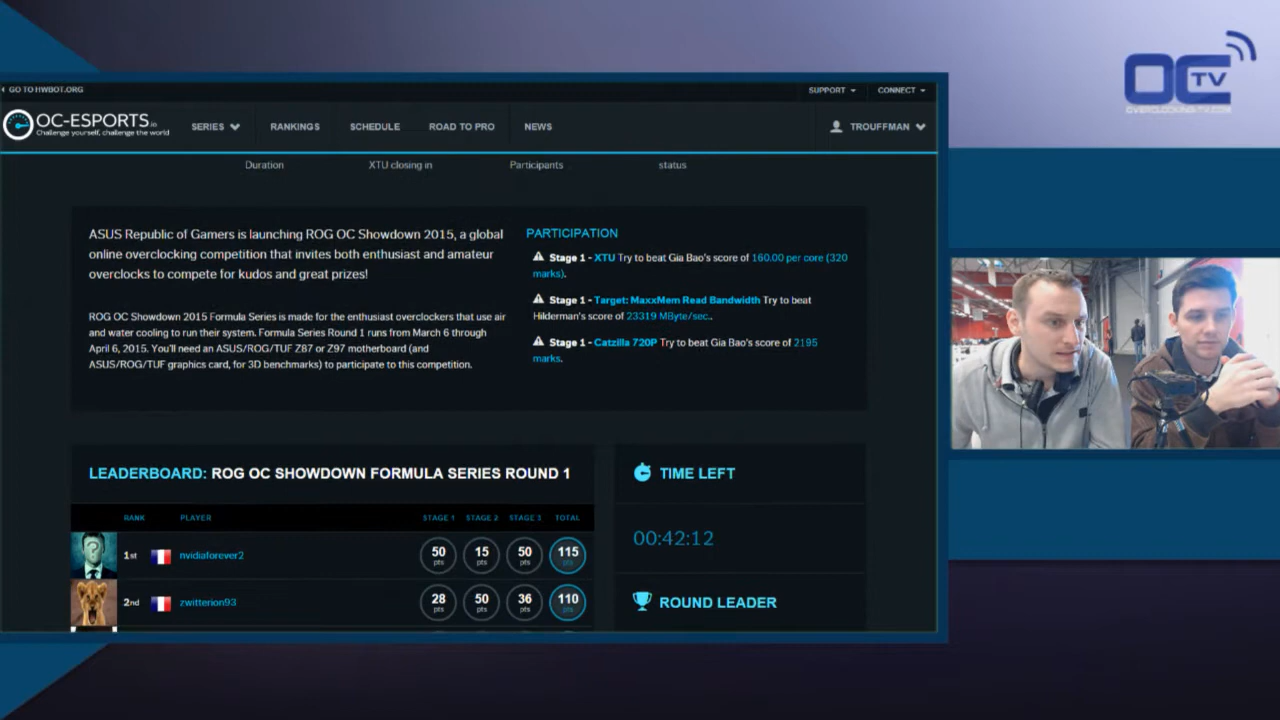 OC TV
GO TO HWBOT.ORG
SUPPORT
CONNECT
OC-ESPORTS.io
Challenge yourself, challenge the world
SERIES
RANKINGS
SCHEDULE
ROAD TO PRO
NEWS
TROUFFMAN
Duration
XTU closing in
Participants
status
ASUS Republic of Gamers is launching ROG OC Showdown 2015, a global
online overclocking competition that invites both enthusiast and amateur
overclocks to compete for kudos and great prizes!
ROG OC Showdown 2015 Formula Series is made for the enthusiast overclockers that use air
and water cooling to run their system. Formula Series Round 1 runs from March 6 through
April 6, 2015. You'll need an ASUS/ROG/TUF Z87 or Z97 motherboard (and
ASUS/ROG/TUF graphics card, for 3D benchmarks) to participate to this competition.
PARTICIPATION
Stage 1 - XTU Try to beat Gia Bao's score of 160.00 per core (320
marks).
Stage 1 - Target: MaxxMem Read Bandwidth Try to beat
Hilderman's score of 23319 MByte/sec..
Stage 1 - Catzilla 720P Try to beat Gia Bao's score of 2195
marks.
LEADERBOARD: ROG OC SHOWDOWN FORMULA SERIES ROUND 1
RANK PLAYER STAGE 1 STAGE 2 STAGE 3 TOTAL
1st nvidiaforever2 50 pts 15 pts 50 pts 115 pts
2nd zwitterion93 28 pts 50 pts 36 pts 110 pts
TIME LEFT
00:42:12
ROUND LEADER